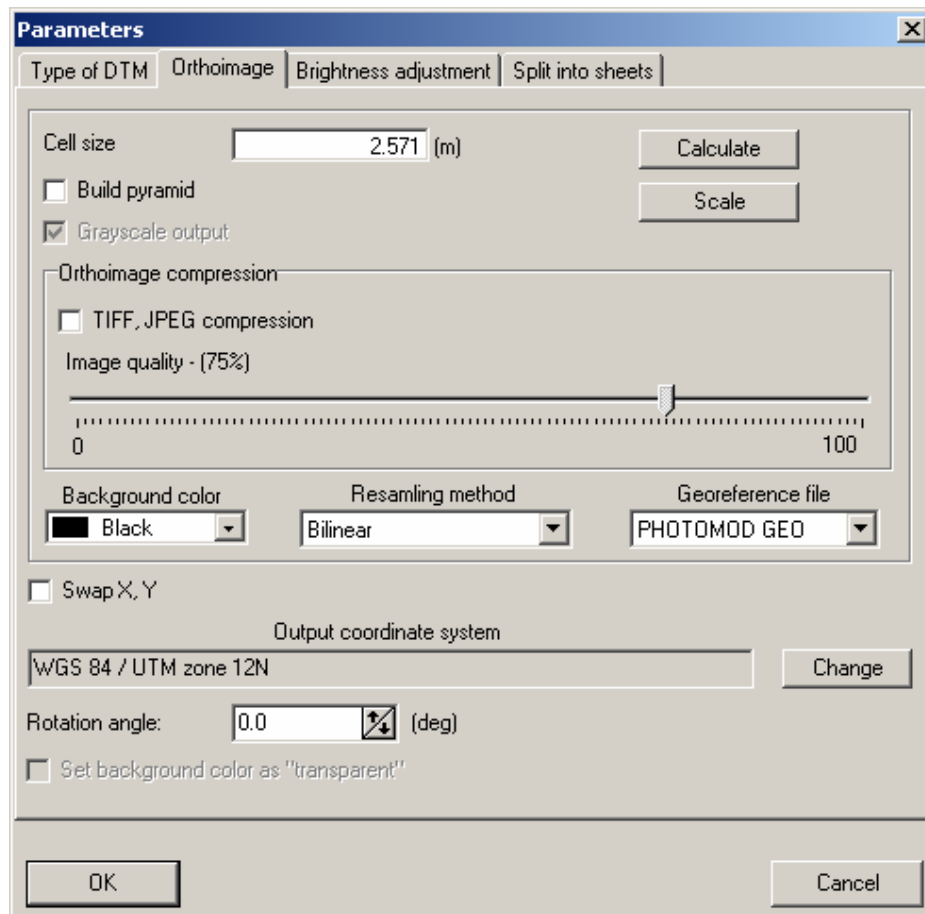 Parameters
Type of DTM Orthoimage Brightness adjustment Split into sheets
Cell size 2.571 (m) Calculate
Build pyramid Scale
Grayscale output
Orthoimage compression
TIFF, JPEG compression
Image quality - (75%)
0 100
Background color Resamling method Georeference file
Black Bilinear PHOTOMOD GEO
Swap X, Y
Output coordinate system
WGS 84 / UTM zone 12N Change
Rotation angle: 0.0 (deg)
Set background color as "transparent"
OK Cancel